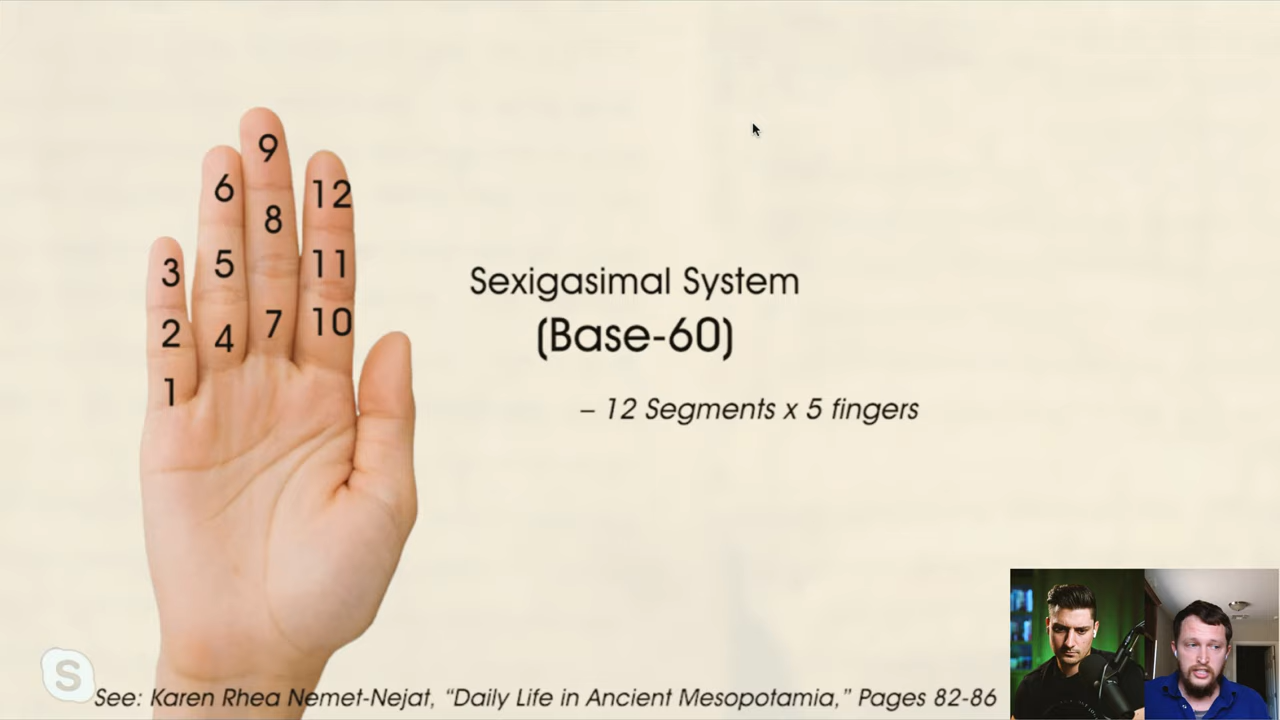 9
6
12
8
3
5
11
2
4
7
10
1
Sexigasimal System
(Base-60)
– 12 Segments x 5 fingers
S
See: Karen Rhea Nemet-Nejat, “Daily Life in Ancient Mesopotamia,” Pages 82-86